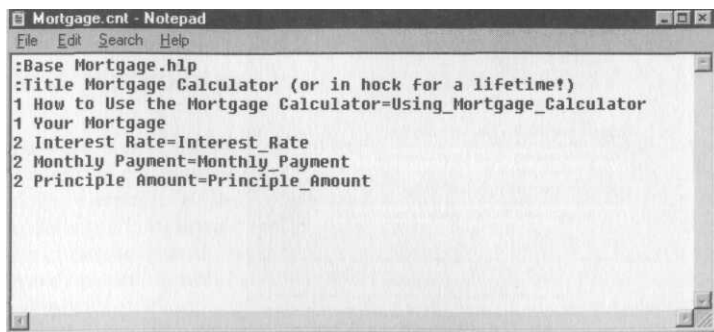 Mortgage.cnt - Notepad
File Edit Search Help
:Base Mortgage.hlp
:Title Mortgage Calculator (or in hock for a lifetime!)
1 How to Use the Mortgage Calculator=Using_Mortgage_Calculator
1 Your Mortgage
2 Interest Rate=Interest_Rate
2 Monthly Payment=Monthly_Payment
2 Principle Amount=Principle_Amount